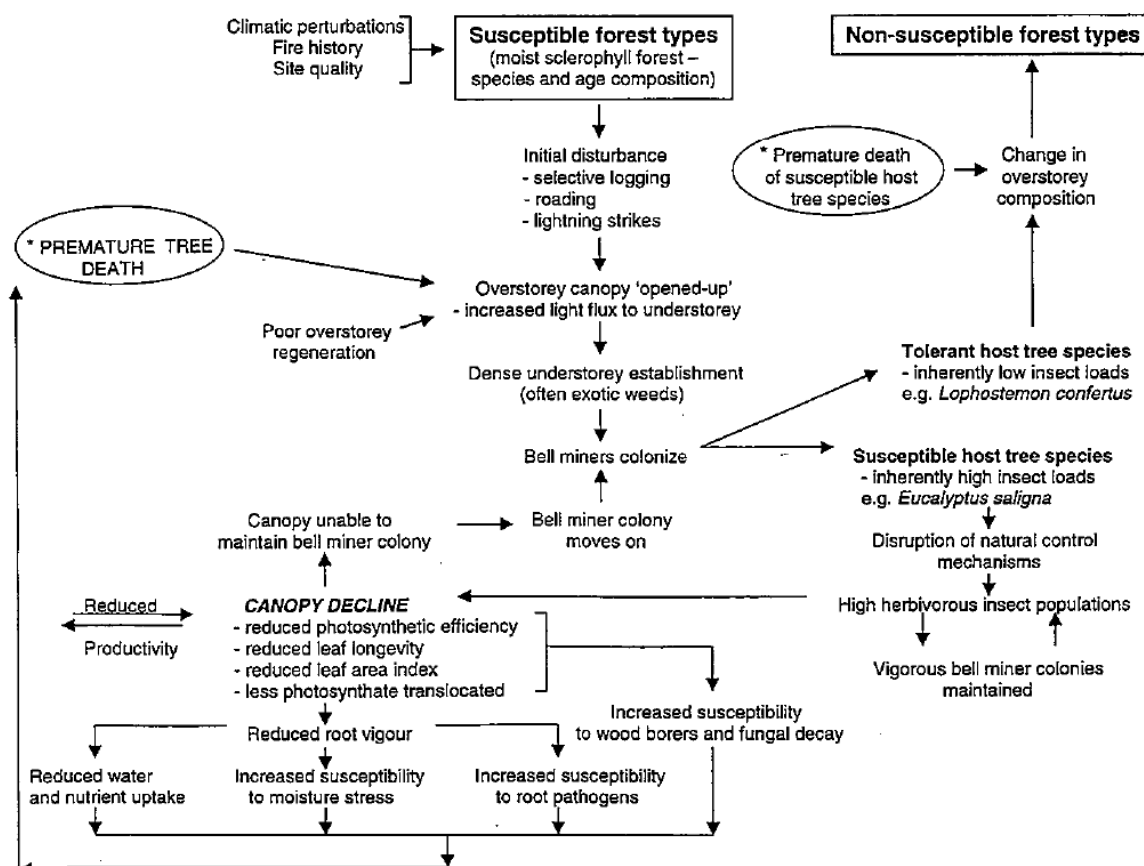 Climatic perturbations
Fire history
Site quality
Susceptible forest types
(moist sclerophyll forest –
species and age composition)
Non-susceptible forest types
Initial disturbance
- selective logging
- roading
- lightning strikes
* Premature death
of susceptible host
tree species
Change in
overstorey
composition
* PREMATURE TREE
DEATH
Overstorey canopy 'opened-up'
- increased light flux to understorey
Poor overstorey
regeneration
Dense understorey establishment
(often exotic weeds)
Tolerant host tree species
- inherently low insect loads
e.g. Lophostemon confertus
Bell miners colonize
Susceptible host tree species
- inherently high insect loads
e.g. Eucalyptus saligna
Canopy unable to
maintain bell miner colony
Bell miner colony
moves on
Disruption of natural control
mechanisms
Reduced
Productivity
CANOPY DECLINE
- reduced photosynthetic efficiency
- reduced leaf longevity
- reduced leaf area index
- less photosynthate translocated
High herbivorous insect populations
Vigorous bell miner colonies
maintained
Increased susceptibility
to wood borers and fungal decay
Reduced root vigour
Reduced water
and nutrient uptake
Increased susceptibility
to moisture stress
Increased susceptibility
to root pathogens